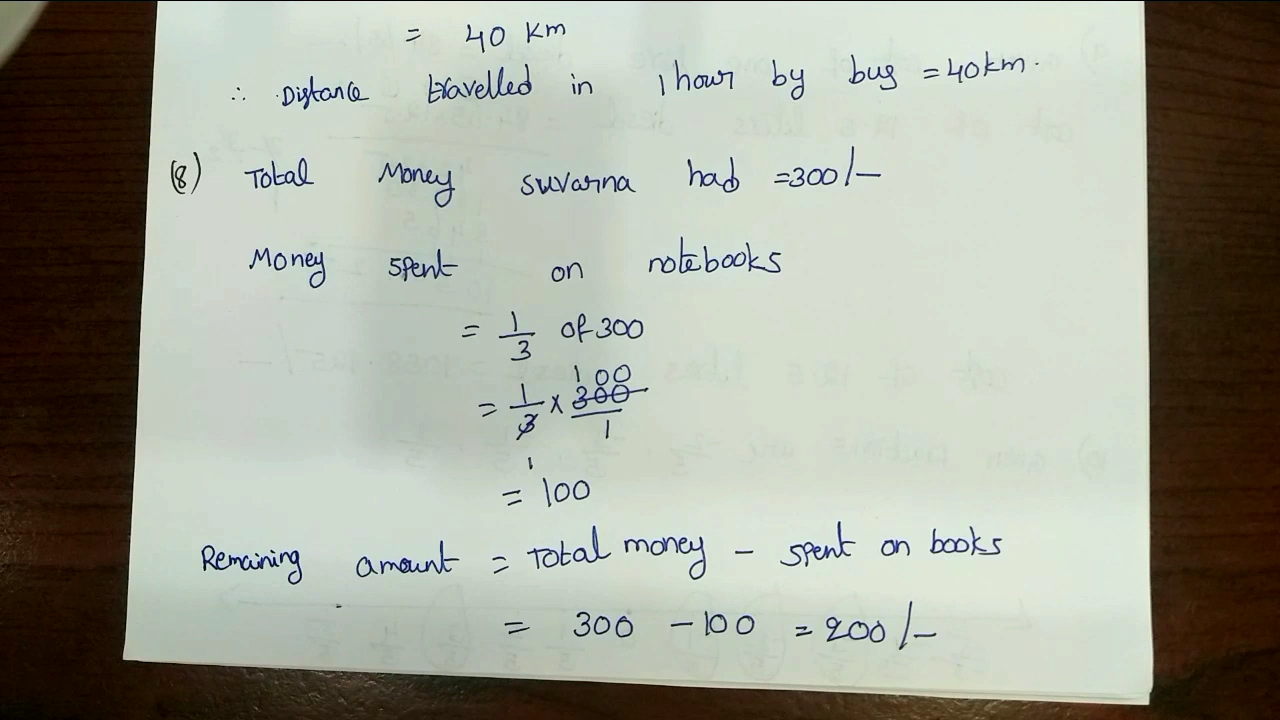 = 40 km
∴ Distance travelled in 1 hour by bus = 40 km.
(8) Total Money suvarna had = 300/-
Money spent on notebooks
= 1/3 of 300
100
= 1/3 × 300/1
1
= 100
Remaining amount = Total money - spent on books
= 300 - 100 = 200/-